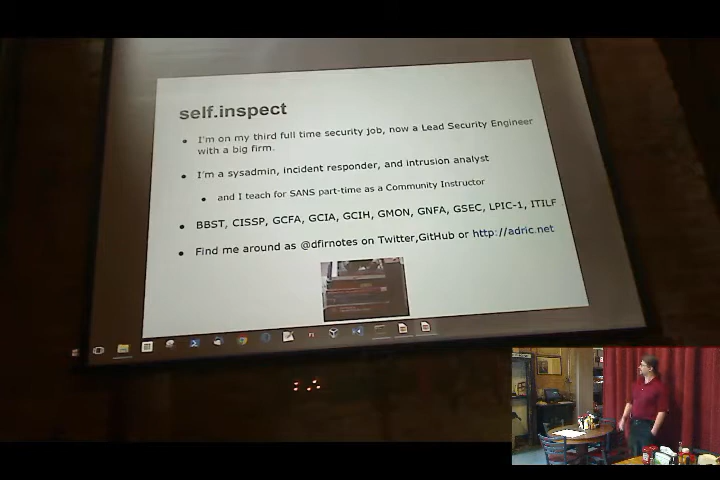 self.inspect
I'm on my third full time security job, now a Lead Security Engineer
with a big firm.
I'm a sysadmin, incident responder, and intrusion analyst
and I teach for SANS part-time as a Community Instructor
BBST, CISSP, GCFA, GCIA, GCIH, GMON, GNFA, GSEC, LPIC-1, ITILF
Find me around as @dfirnotes on Twitter,GitHub or http://adric.net